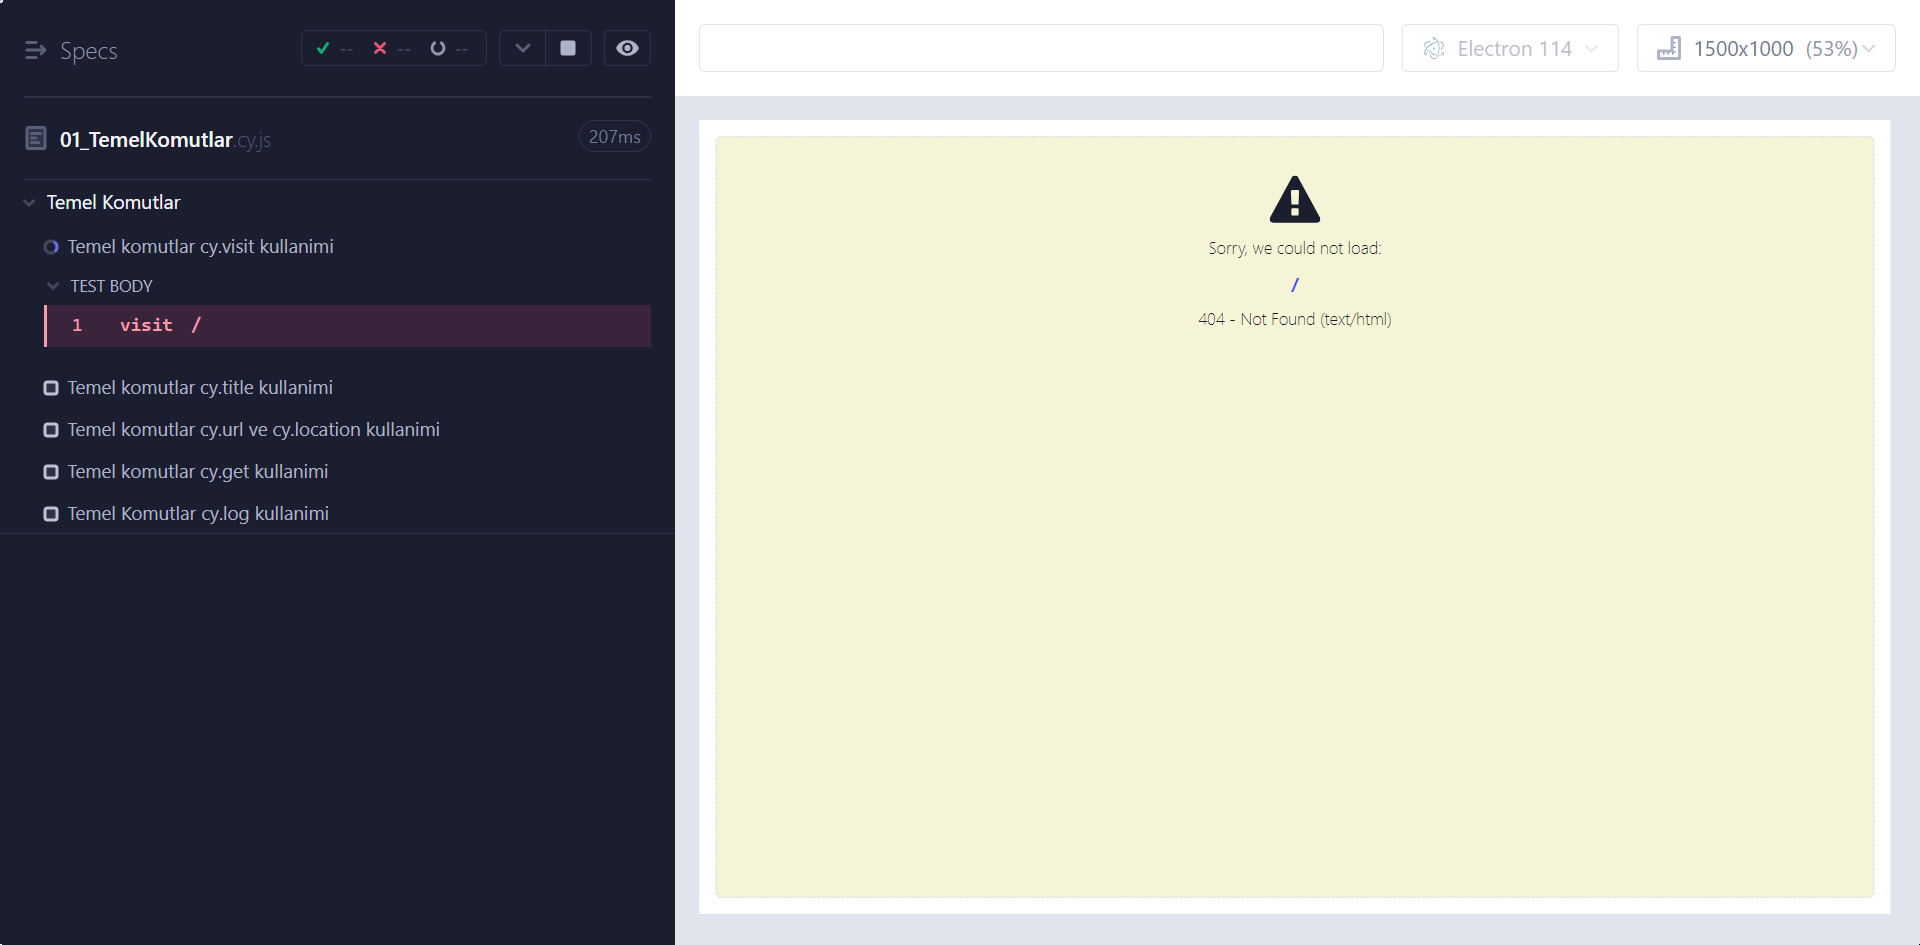 Specs -- -- --
01_TemelKomutlar.cy.js 207ms
Temel Komutlar
Temel komutlar cy.visit kullanimi
TEST BODY
1 visit /
Temel komutlar cy.title kullanimi
Temel komutlar cy.url ve cy.location kullanimi
Temel komutlar cy.get kullanimi
Temel Komutlar cy.log kullanimi
Electron 114 1500x1000 (53%)
Sorry, we could not load:
/
404 - Not Found (text/html)